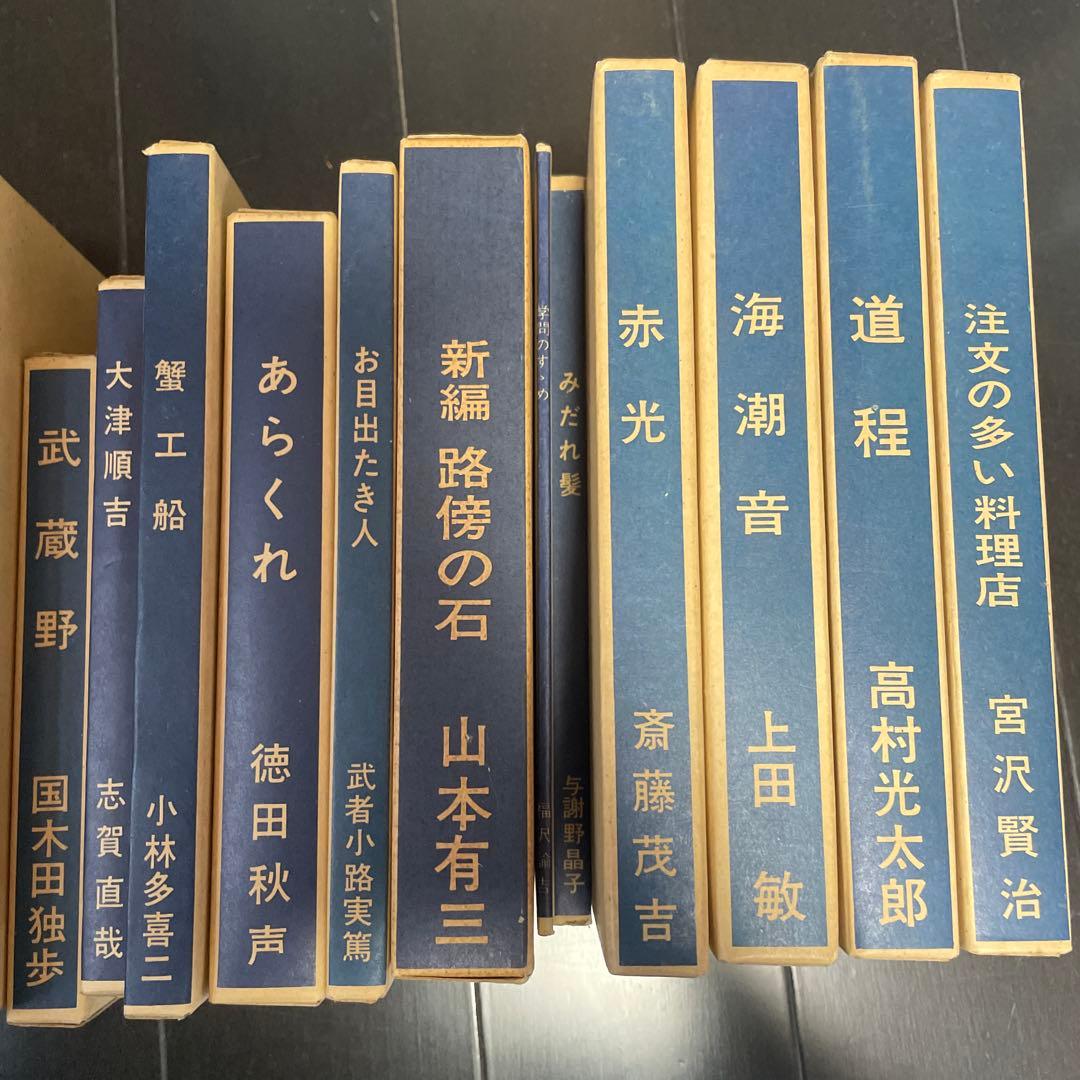 武蔵野 国木田独歩
大津順吉 志賀直哉
蟹工船 小林多喜二
あらくれ 徳田秋声
お目出たき人 武者小路実篤
新編 路傍の石 山本有三
学問のすゝめ 福沢諭吉
みだれ髪 与謝野晶子
赤光 斎藤茂吉
海潮音 上田敏
道程 高村光太郎
注文の多い料理店 宮沢賢治